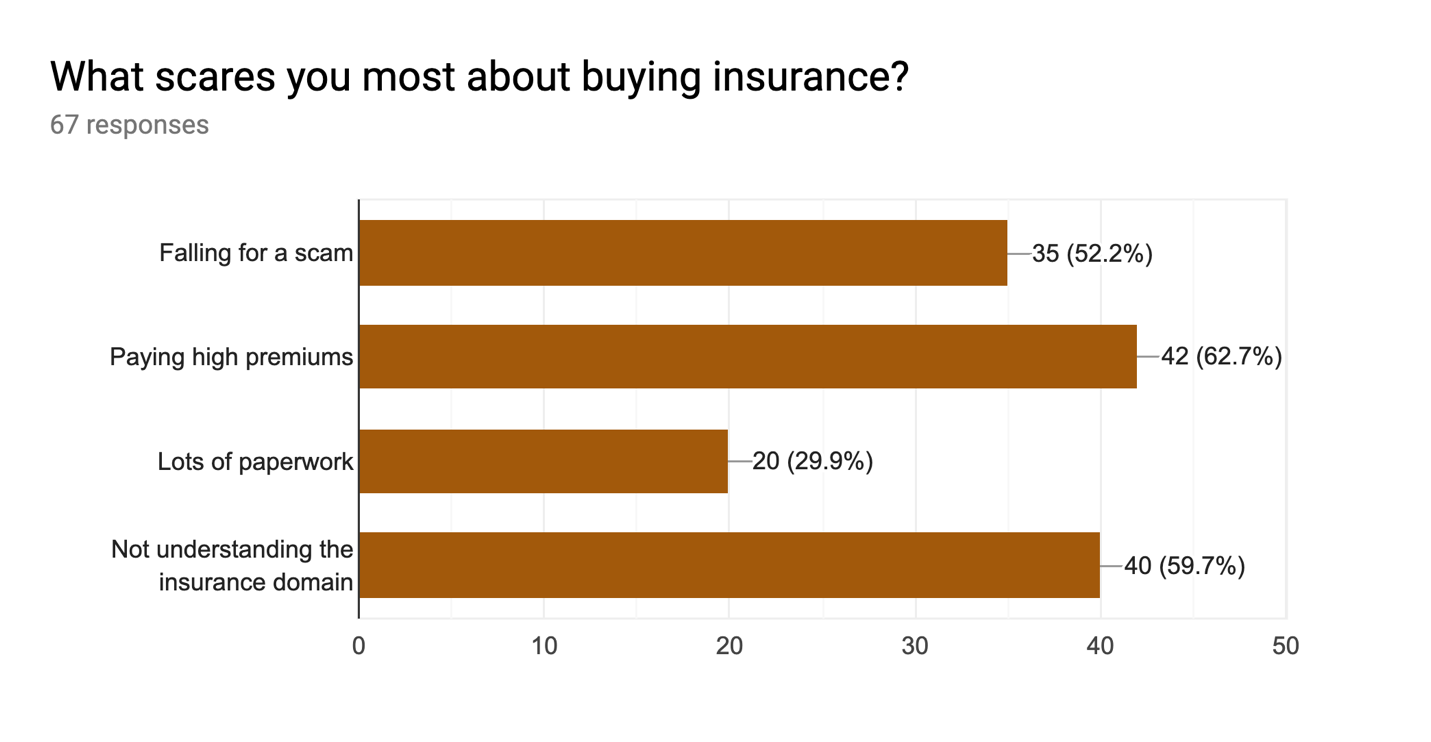 What scares you most about buying insurance?
67 responses
Falling for a scam
35 (52.2%)
Paying high premiums
42 (62.7%)
Lots of paperwork
20 (29.9%)
Not understanding the
insurance domain
40 (59.7%)
0 10 20 30 40 50